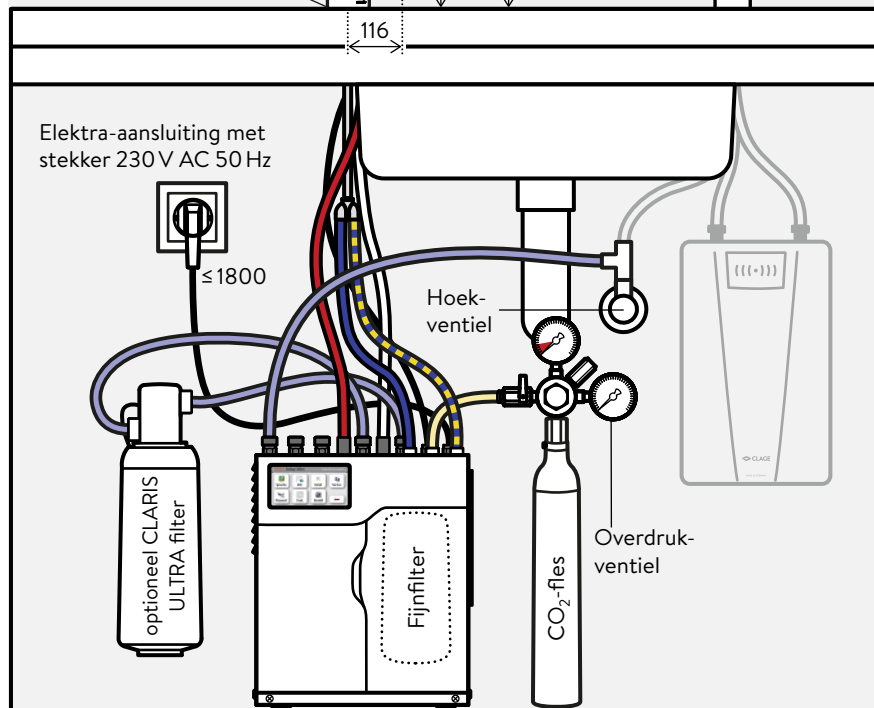 116
Elektra-aansluiting met
stekker 230 V AC 50 Hz
≤ 1800
Hoek-
ventiel
CLAGE
optioneel CLARIS
ULTRA filter
Fijnfilter
CO₂-fles
Overdruk-
ventiel